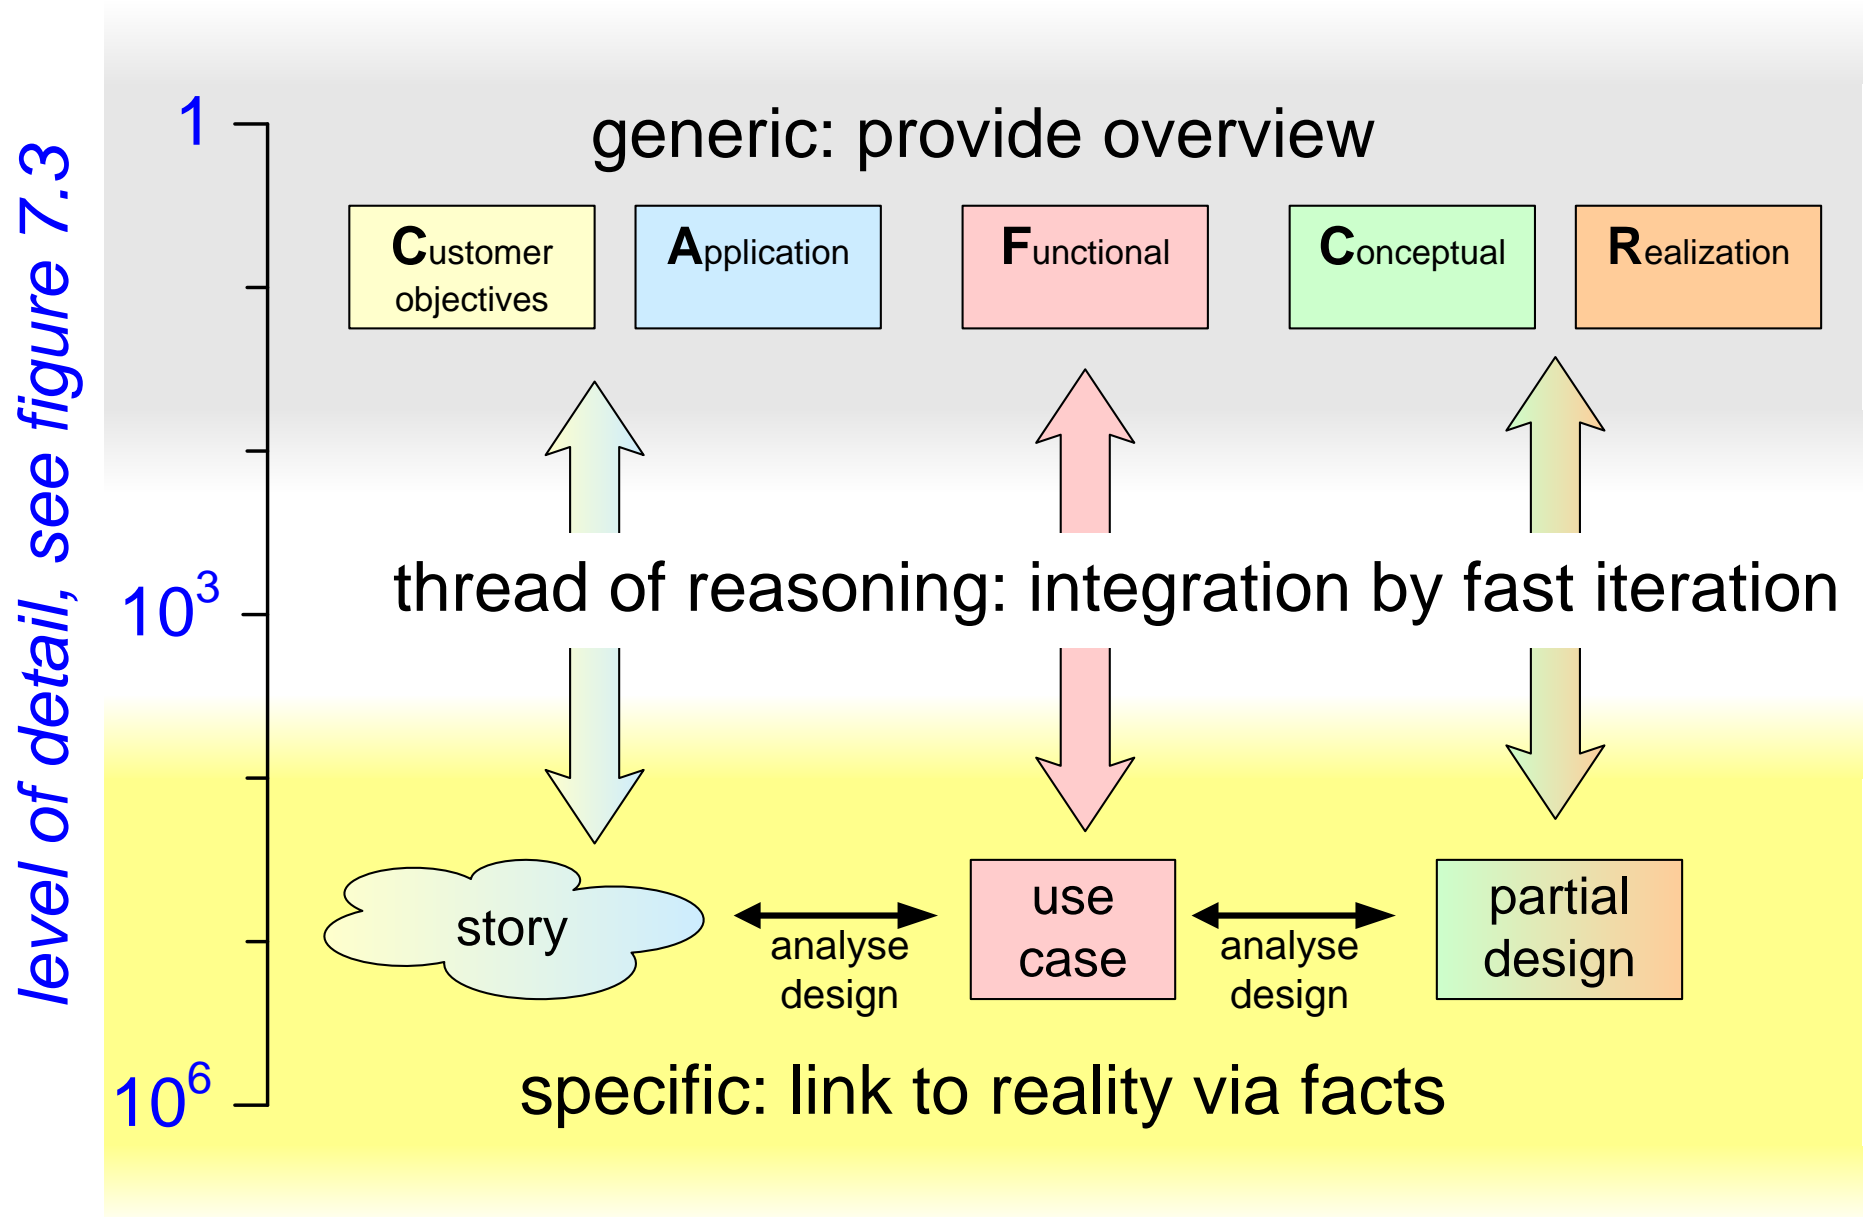 level of detail, see figure 7.3
1
generic: provide overview
Customer
objectives
Application
Functional
Conceptual
Realization
10³
thread of reasoning: integration by fast iteration
story
analyse
design
use
case
analyse
design
partial
design
10⁶
specific: link to reality via facts